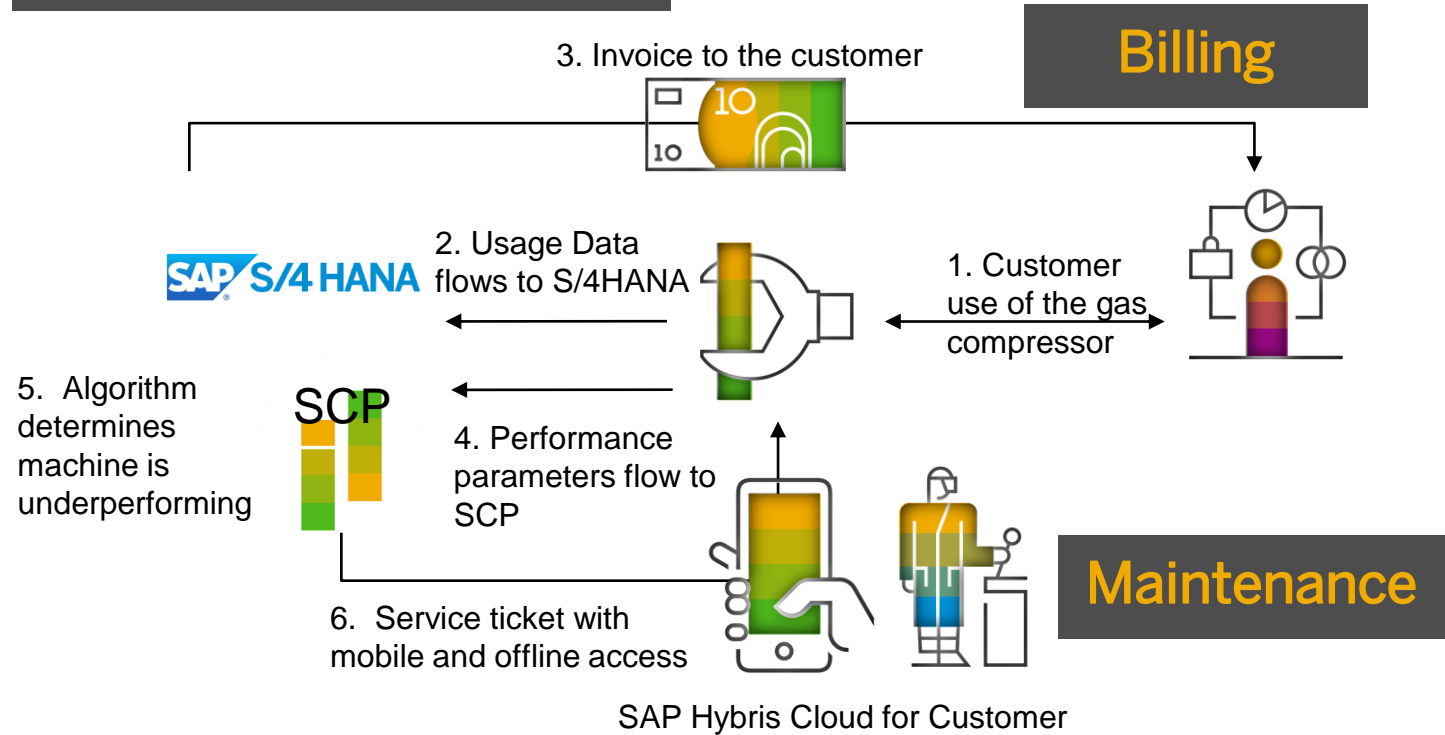 3. Invoice to the customer
Billing
10
10
SAP S/4 HANA
®
2. Usage Data
flows to S/4HANA
1. Customer
use of the gas
compressor
5. Algorithm
determines
machine is
underperforming
SCP
4. Performance
parameters flow to
SCP
Maintenance
6. Service ticket with
mobile and offline access
SAP Hybris Cloud for Customer